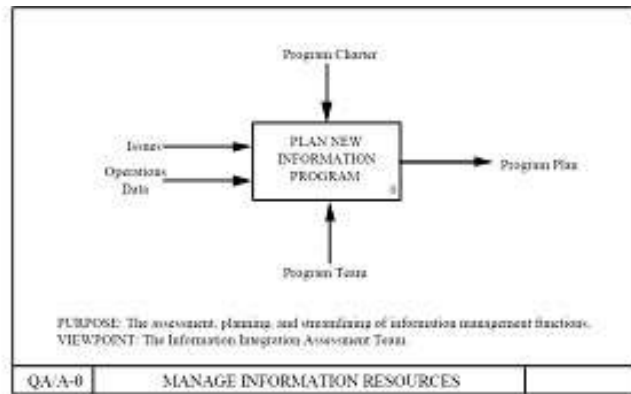 Program Charter
Issues
Operations
Data
PLAN NEW
INFORMATION
PROGRAM
0
Program Plan
Program Team
PURPOSE: The assessment, planning, and streamlining of information management functions.
VIEWPOINT: The Information Integration Assessment Team.
QA/A-0
MANAGE INFORMATION RESOURCES